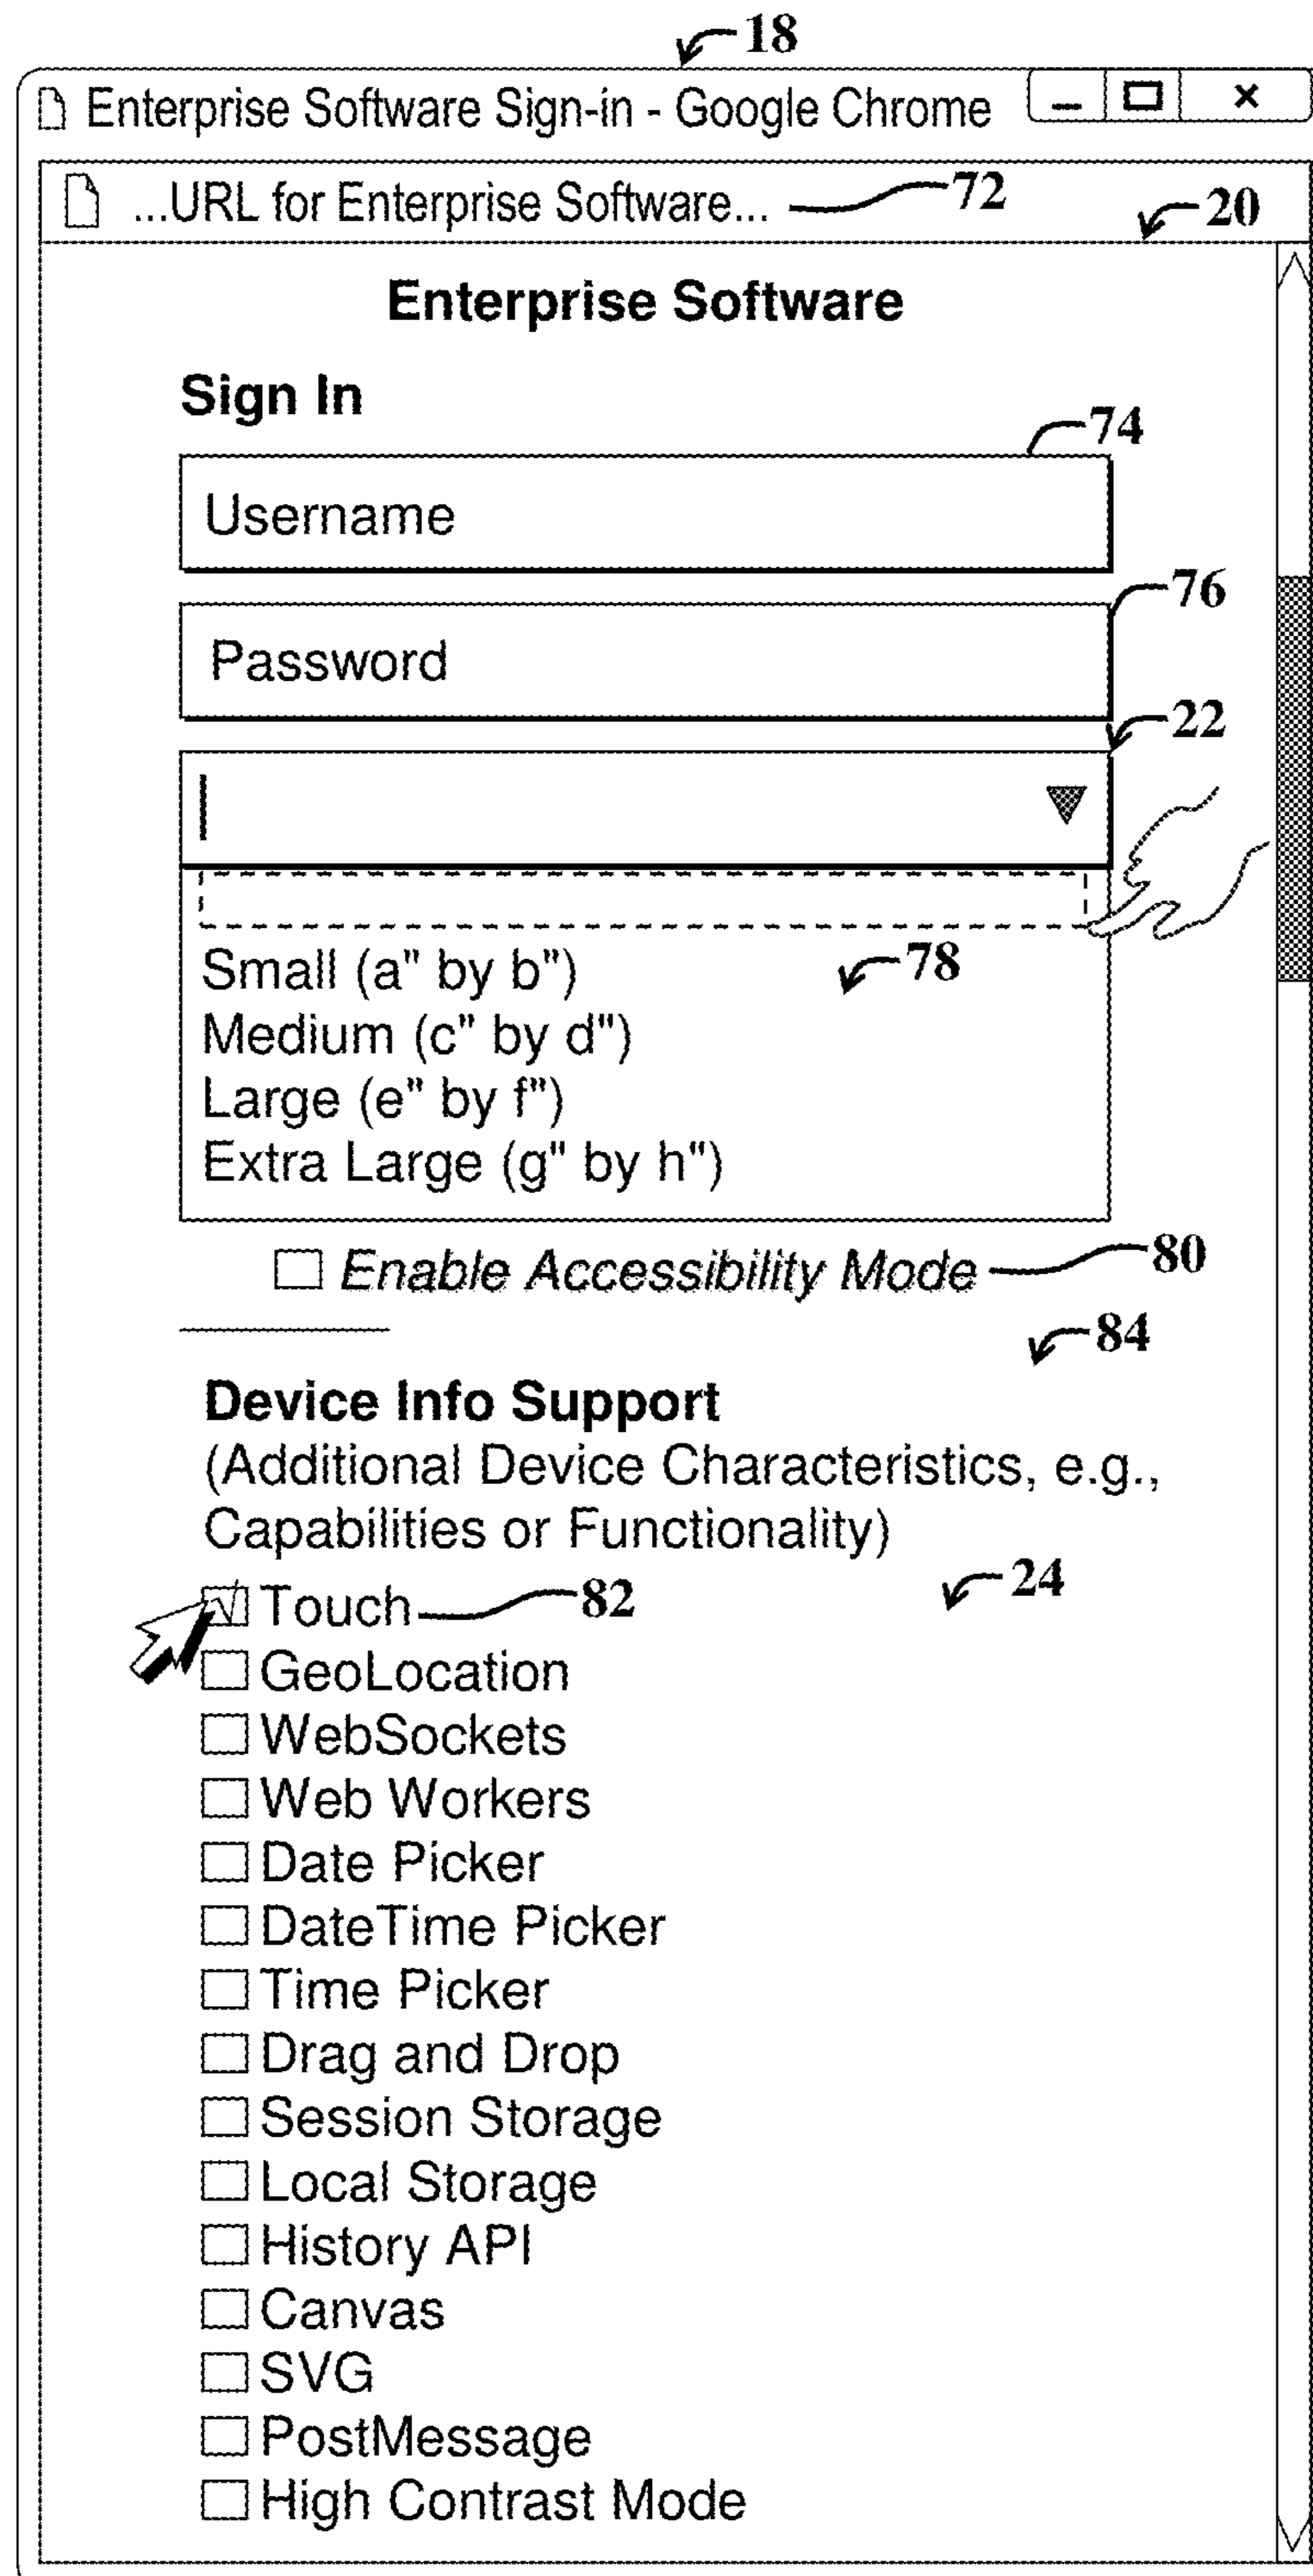 18
Enterprise Software Sign-in - Google Chrome
...URL for Enterprise Software... 72
20
Enterprise Software
Sign In
74
Username
76
Password
22
Small (a" by b") 78
Medium (c" by d")
Large (e" by f")
Extra Large (g" by h")
Enable Accessibility Mode 80
84
Device Info Support
(Additional Device Characteristics, e.g.,
Capabilities or Functionality)
Touch 82 24
GeoLocation
WebSockets
Web Workers
Date Picker
DateTime Picker
Time Picker
Drag and Drop
Session Storage
Local Storage
History API
Canvas
SVG
PostMessage
High Contrast Mode